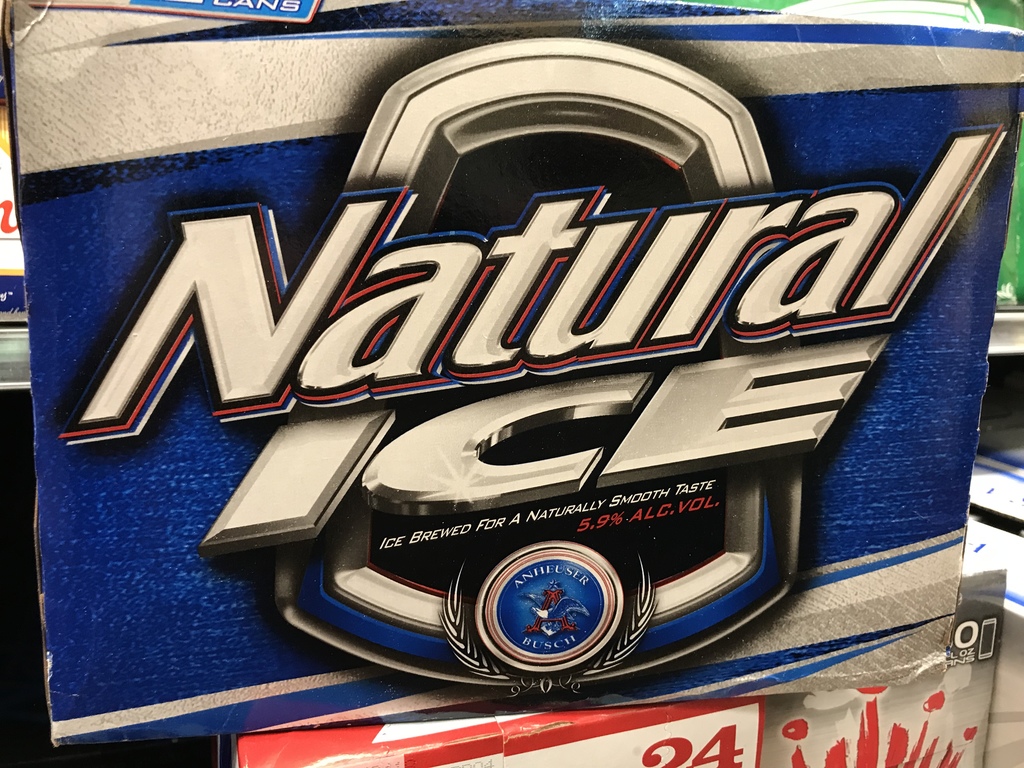 CANS
Natural
ICE
ICE BREWED FOR A NATURALLY SMOOTH TASTE
5.9% ALC. VOL.
ANHEUSER
BUSCH
24